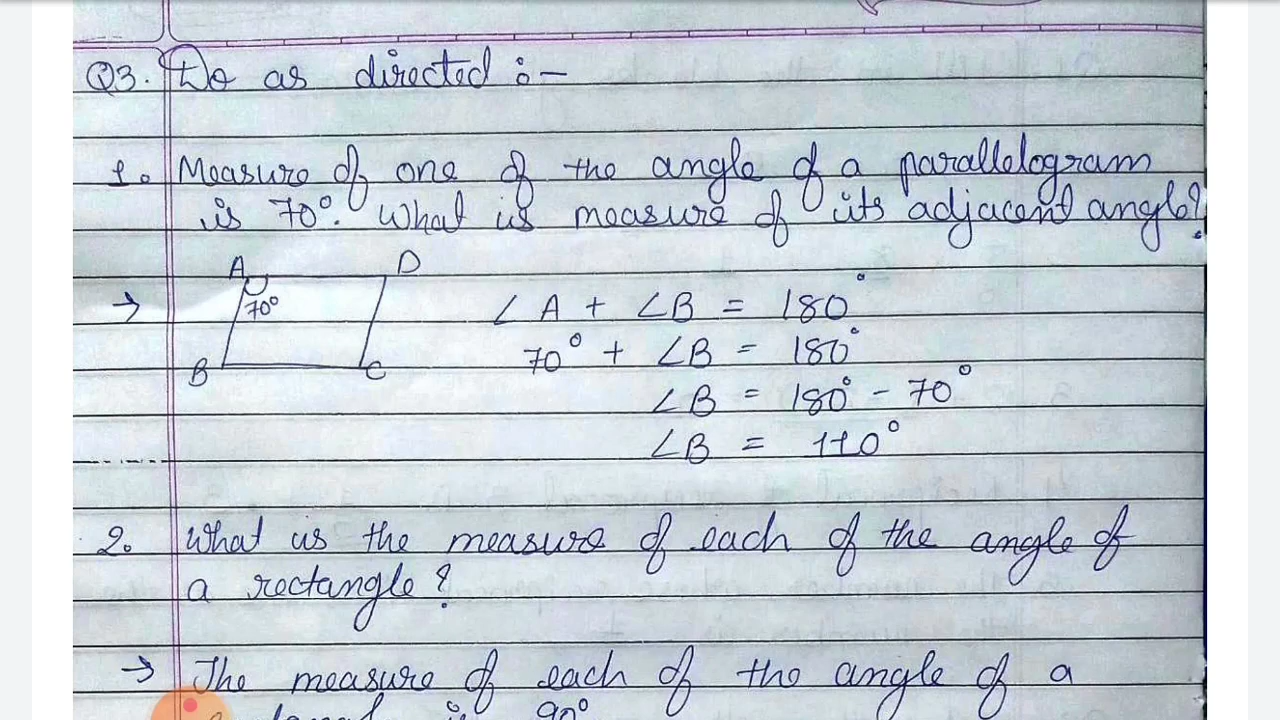 Q3. Do as directed :-
1. Measure of one of the angle of a parallelogram
is 70°. What is measure of its adjacent angle?
A D
→ 70° ∠A + ∠B = 180°
70° + ∠B = 180°
B C
∠B = 180° - 70°
∠B = 110°
2. What is the measure of each of the angle of
a rectangle?
→ The measure of each of the angle of a
is 90°